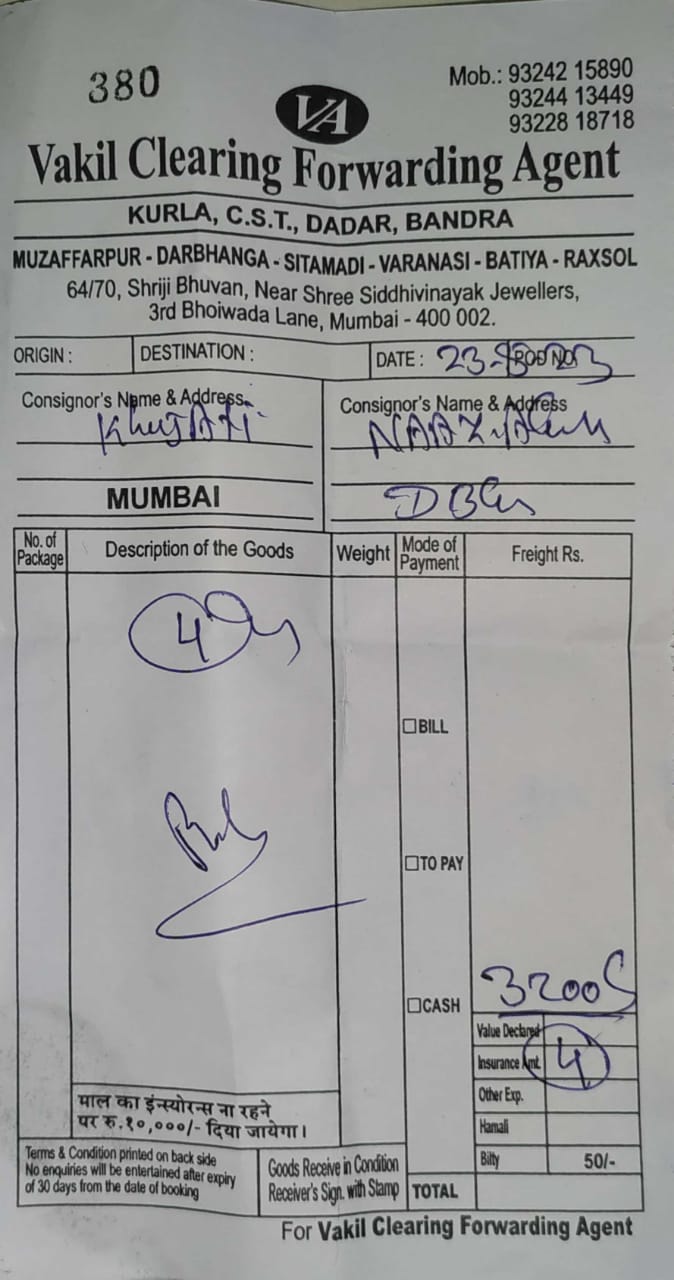 380
Mob.: 93242 15890
93244 13449
93228 18718
VA
Vakil Clearing Forwarding Agent
KURLA, C.S.T., DADAR, BANDRA
MUZAFFARPUR - DARBHANGA - SITAMADI - VARANASI - BATIYA - RAXSOL
64/70, Shriji Bhuvan, Near Shree Siddhivinayak Jewellers,
3rd Bhoiwada Lane, Mumbai - 400 002.
ORIGIN : DESTINATION : DATE :
Consignor's Name & Address Consignor's Name & Address
MUMBAI
No. of Package Description of the Goods Weight Mode of Payment Freight Rs.
4
BILL
TO PAY
CASH 3200
Value Declared
Insurance Amt. 4
Other Exp.
Hamali
Bilty 50/-
TOTAL
माल का इंस्योरन्स ना रहने
पर रु.१०,०००/- दिया जायेगा।
Terms & Condition printed on back side
No enquiries will be entertained after expiry
of 30 days from the date of booking
Goods Receive in Condition
Receiver's Sign. with Stamp
For Vakil Clearing Forwarding Agent